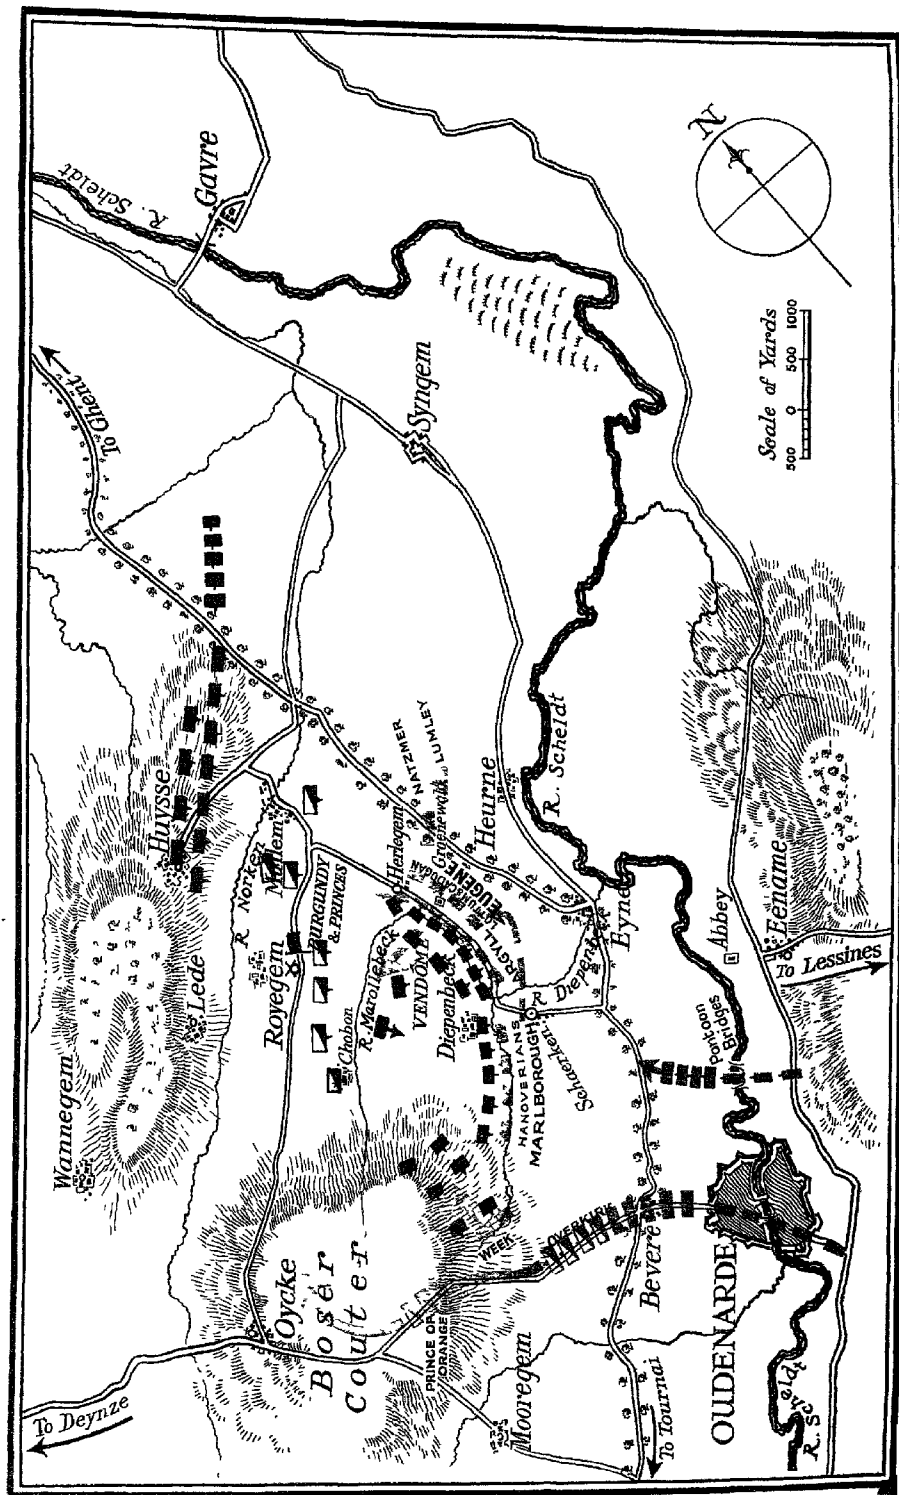 N
R. Scheldt
Gavre
To Ghent
Scale of Yards
500 0 500 1000
Syngem
Huysse
R. Scheldt
NATZMER
LUMLEY
Herlegem
Groenewald
Heurne
EUGENE
CADOGAN
Mullem
R Norken
BURGUNDY
& PRINCES
Royegem
Lede
Wannegem
R. Marollebeck
VENDÔME
Diepenbeck
Chobon
ARGYLL
Eyne
R. Diepen
Schaerken
HANOVERIANS
MARLBOROUGH
Abbey
Eename
To Lessines
Pontoon
Bridges
OVERKIRK
WEEK
Bevere
OUDENARDE
Oycke
Boser
Couter
PRINCE OF
ORANGE
Mooregem
To Deynze
To Tournai
R. Scheldt